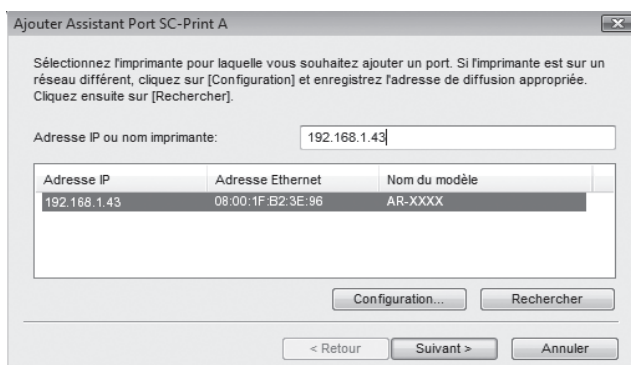 Ajouter Assistant Port SC-Print A
Sélectionnez l'imprimante pour laquelle vous souhaitez ajouter un port. Si l'imprimante est sur un
réseau différent, cliquez sur [Configuration] et enregistrez l'adresse de diffusion appropriée.
Cliquez ensuite sur [Rechercher].
Adresse IP ou nom imprimante: 192.168.1.43
Adresse IP Adresse Ethernet Nom du modèle
192.168.1.43 08:00:1F:B2:3E:96 AR-XXXX
Configuration... Rechercher
< Retour Suivant > Annuler